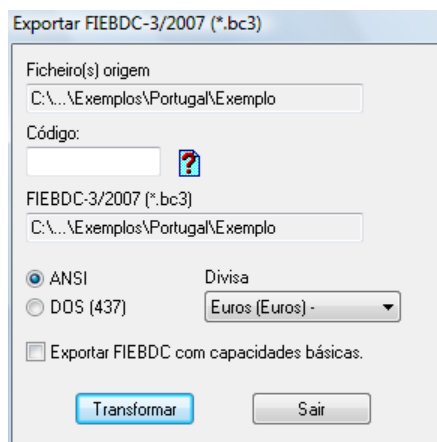 Exportar FIEBDC-3/2007 (*.bc3)
Ficheiro(s) origem
C:\...\Exemplos\Portugal\Exemplo
Código:
FIEBDC-3/2007 (*.bc3)
C:\...\Exemplos\Portugal\Exemplo
ANSI Divisa
DOS (437) Euros (Euros) -
Exportar FIEBDC com capacidades básicas.
Transformar Sair